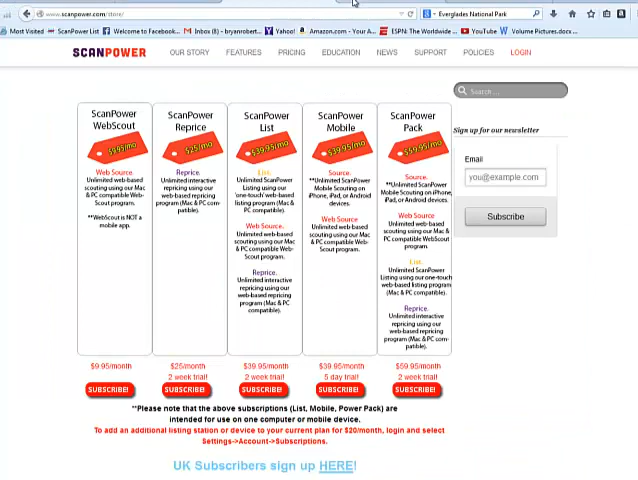 www.scanpower.com/store/
Everglades National Park
Most Visited ScanPower List Welcome to Facebook... Inbox () - bryanrobert... Yahoo! Amazon.com - Your A... ESPN: The Worldwide ... YouTube Volume Pictures.docx ...
SCANPOWER OUR STORY FEATURES PRICING EDUCATION NEWS SUPPORT POLICIES LOGIN
Search ...
Sign up for our newsletter
Email
you@example.com
Subscribe
ScanPower
WebScout
$9.95/mo
Web Source.
Unlimited web-based
scouting using our Mac
& PC compatible Web-
Scout program.
**WebScout is NOT a
mobile app.
$9.95/month
SUBSCRIBE!
ScanPower
Reprice
$25/mo
Reprice.
Unlimited interactive
repricing using our
web-based repricing
program (Mac & PC com-
patible).
$25/month
2 week trial!
SUBSCRIBE!
ScanPower
List
$39.95/mo
List.
Unlimited ScanPower
Listing using our
'one-touch' web-based
listing program (Mac &
PC compatible).
Web Source.
Unlimited web-based
scouting using our Mac
& PC compatible Web-
Scout program.
Reprice.
Unlimited interactive
repricing using our
web-based repricing
program (Mac & PC com-
patible).
$39.95/month
2 week trial!
SUBSCRIBE!
ScanPower
Mobile
$39.95/mo
Source.
**Unlimited ScanPower
Mobile Scouting on
iPhone, iPad, or Android
devices.
Web Source
Unlimited web-based
scouting using our Mac
& PC compatible Web-
Scout program.
$39.95/month
5 day trial!
SUBSCRIBE!
ScanPower
Pack
$59.95/mo
Source.
**Unlimited ScanPower
Mobile Scouting on iPhone,
iPad, or Android devices.
Web Source
Unlimited web-based
scouting using our Mac
& PC compatible WebScout
program.
List.
Unlimited ScanPower
Listing using our 'one-touch'
web-based listing program
(Mac & PC compatible).
Reprice.
Unlimited interactive
repricing using our
web-based repricing
program (Mac & PC com-
patible).
$59.95/month
2 week trial!
SUBSCRIBE!
**Please note that the above subscriptions (List, Mobile, Power Pack) are
intended for use on one computer or mobile device.
To add an additional listing station or device to your current plan for $20/month, login and select
Settings->Account->Subscriptions.
UK Subscribers sign up HERE!